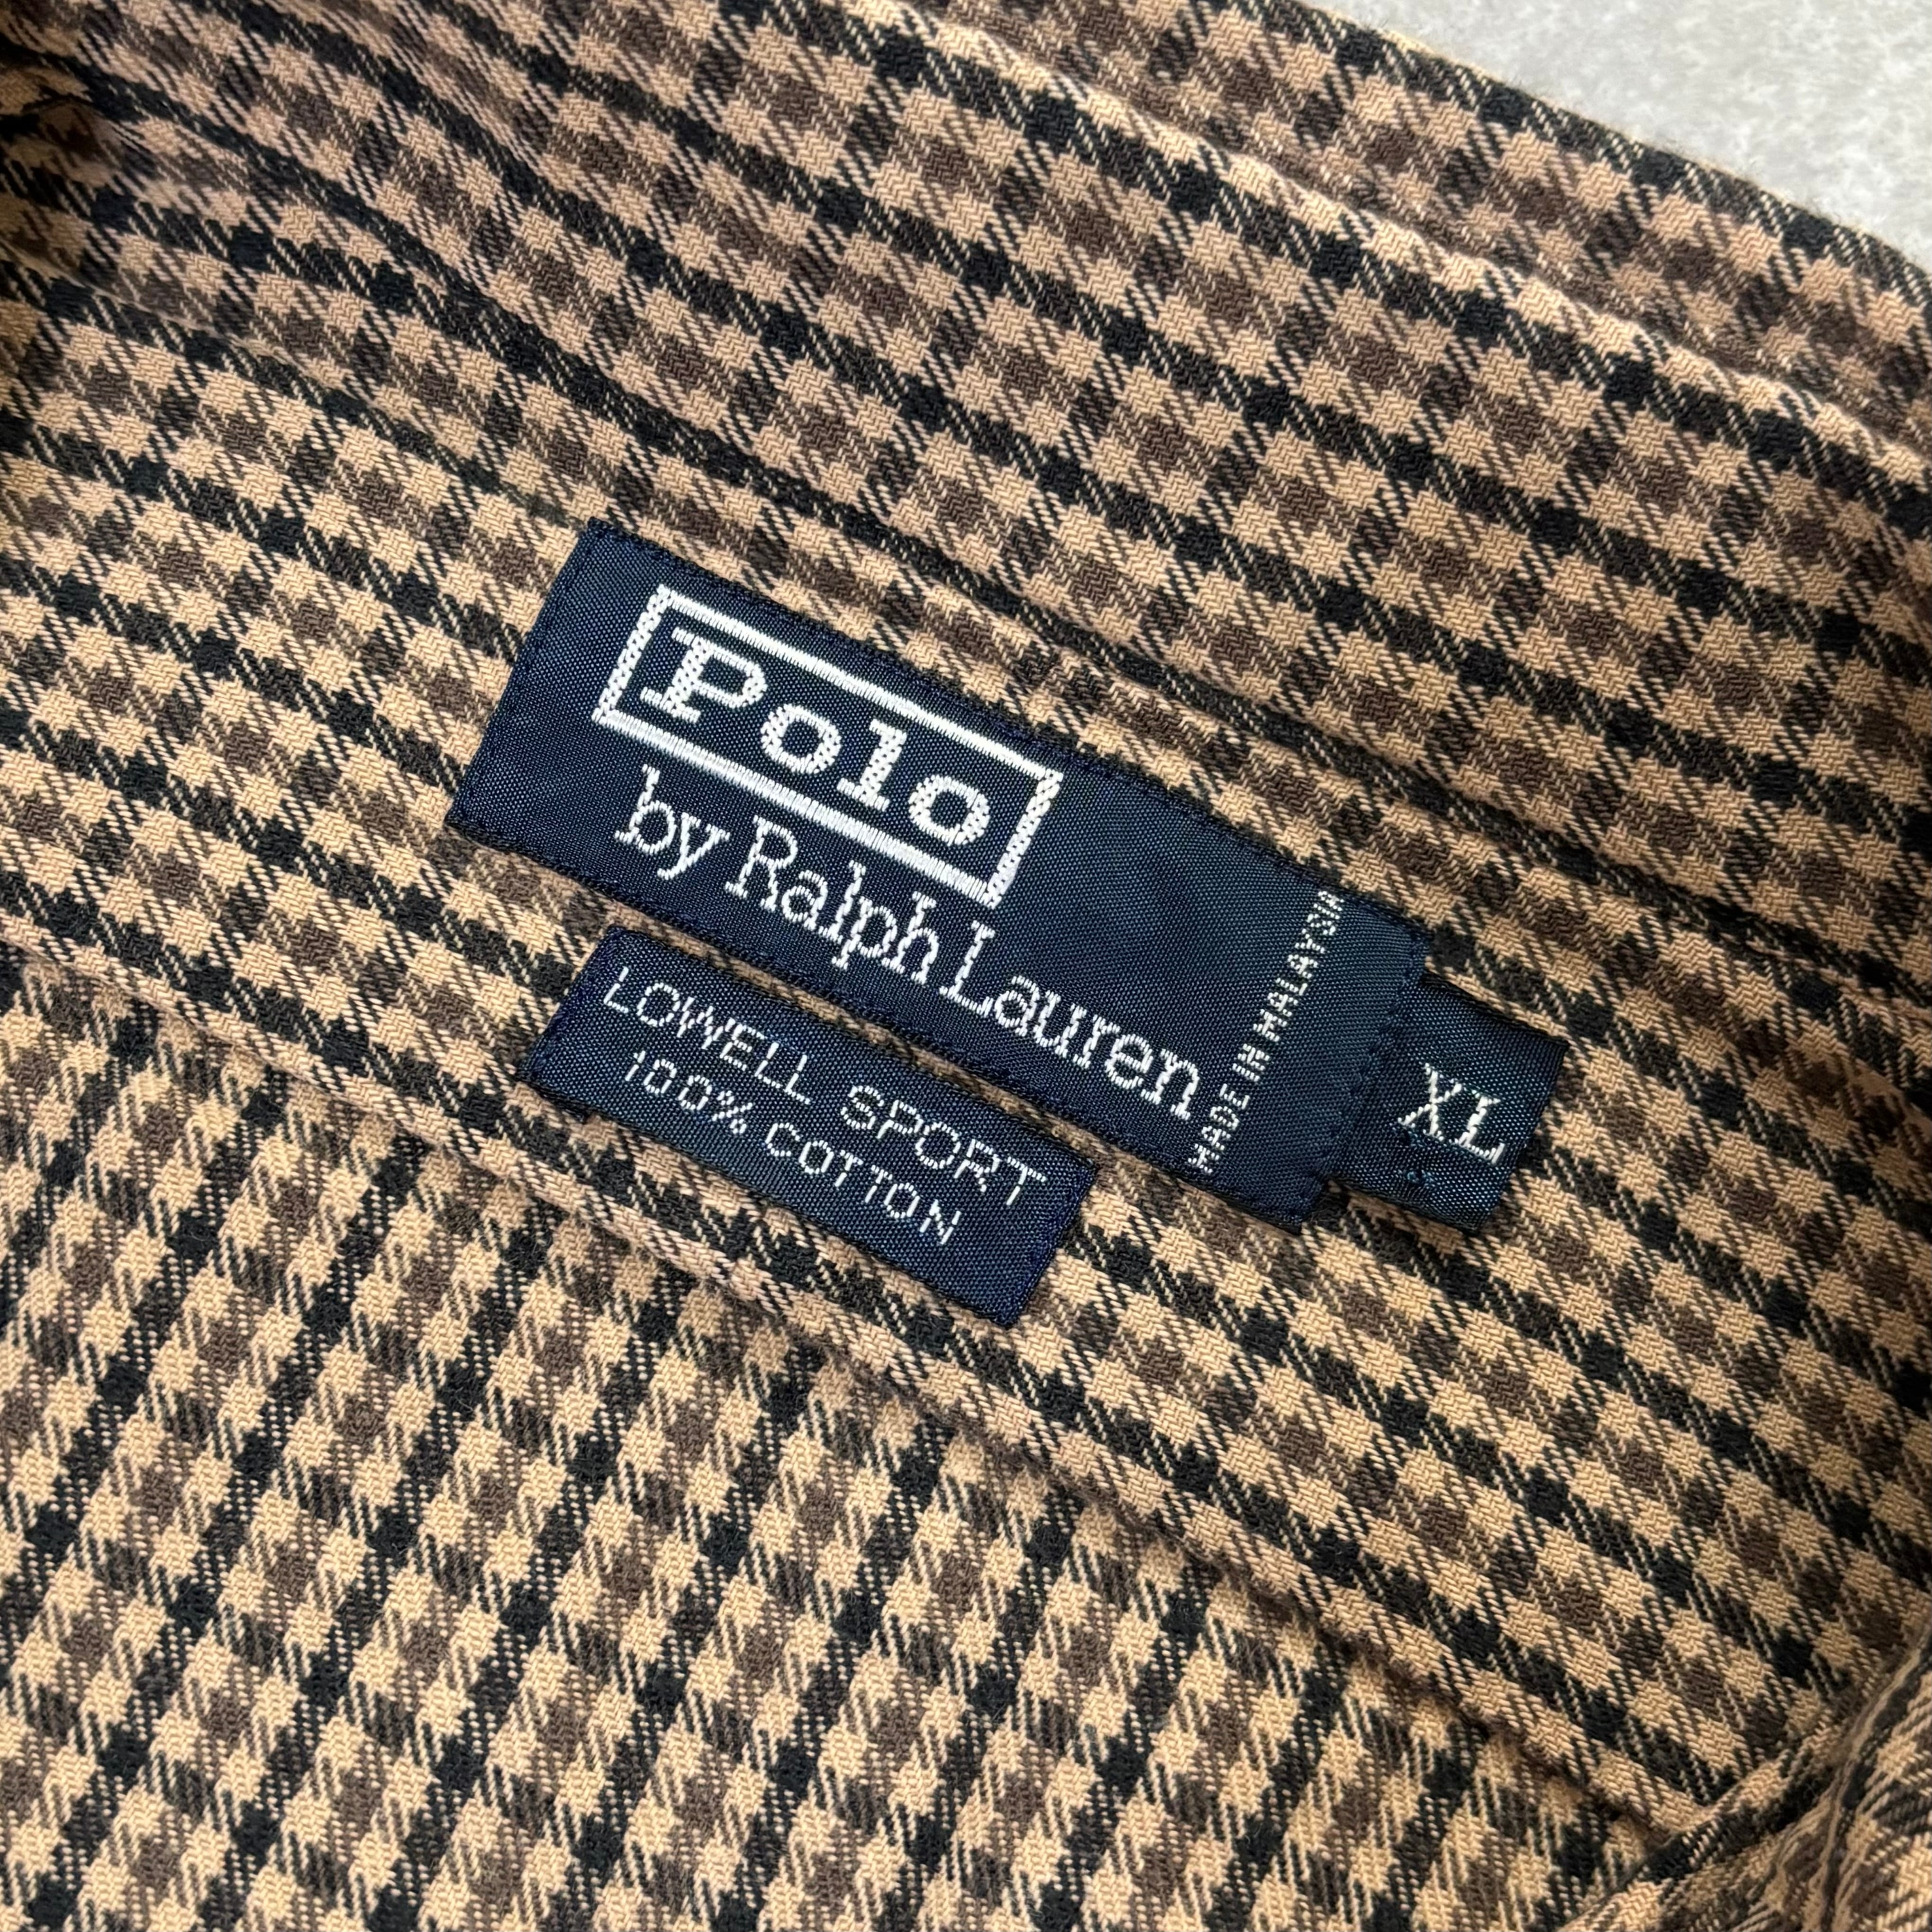 Polo
by Ralph Lauren
MADE IN MALAYSIA
XL
LOWELL SPORT
100% COTTON